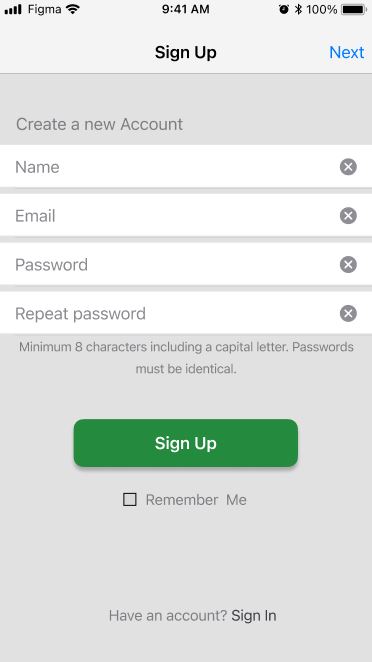 Figma 9:41 AM 100%
Sign Up Next
Create a new Account
Name
Email
Password
Repeat password
Minimum 8 characters including a capital letter. Passwords
must be identical.
Sign Up
Remember Me
Have an account? Sign In